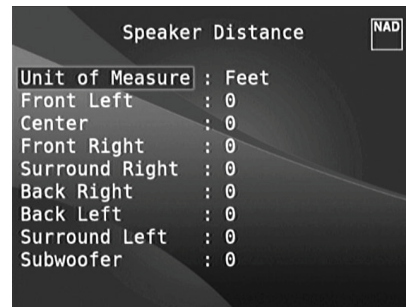 Speaker Distance
NAD
Unit of Measure : Feet
Front Left : 0
Center : 0
Front Right : 0
Surround Right : 0
Back Right : 0
Back Left : 0
Surround Left : 0
Subwoofer : 0